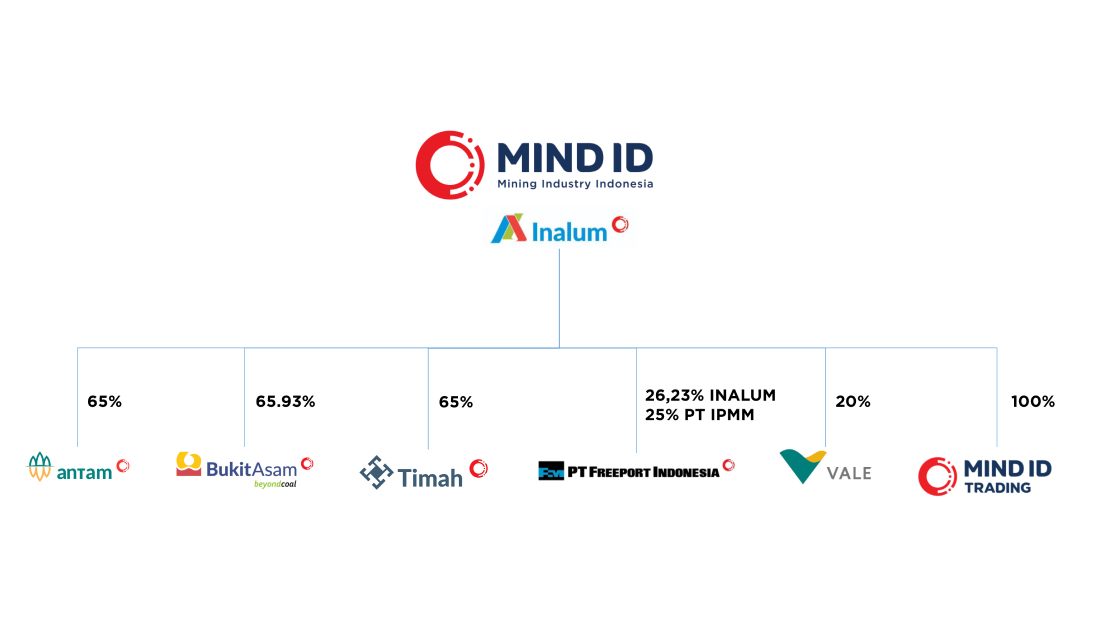 MIND ID
Mining Industry Indonesia
Inalum
65%
65.93%
65%
26,23% INALUM
25% PT IPMM
20%
100%
antam
BukitAsam
beyondcoal
Timah
FCX PT FREEPORT INDONESIA
VALE
MIND ID
TRADING